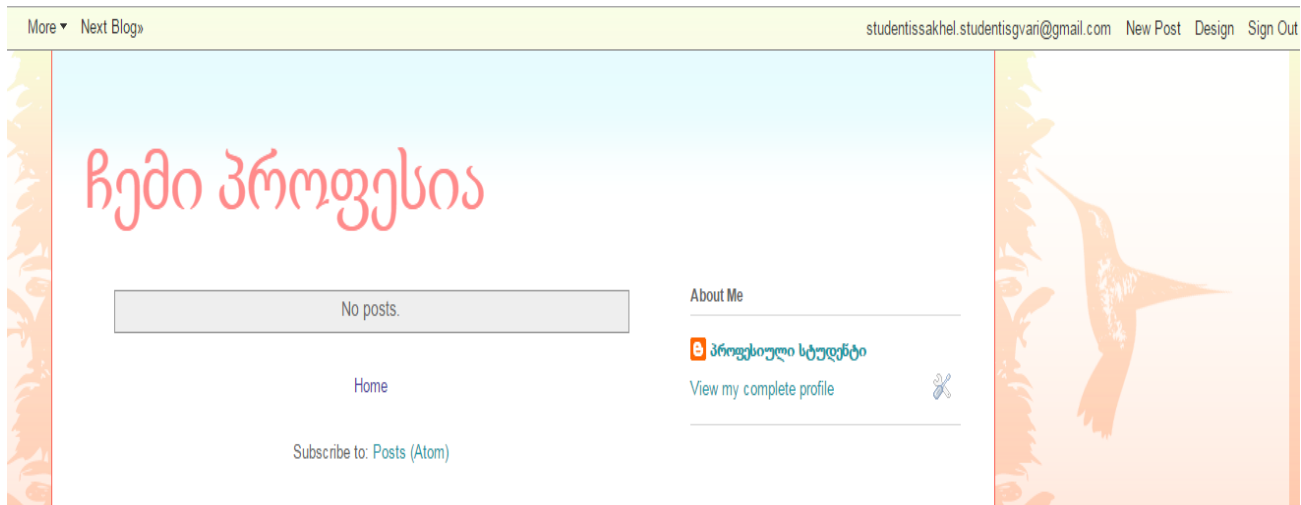 More Next Blog» studentissakhel.studentisgvari@gmail.com New Post Design Sign Out
ჩემი პროფესია
No posts.
Home
Subscribe to: Posts (Atom)
About Me
პროფესიული სტუდენტი
View my complete profile